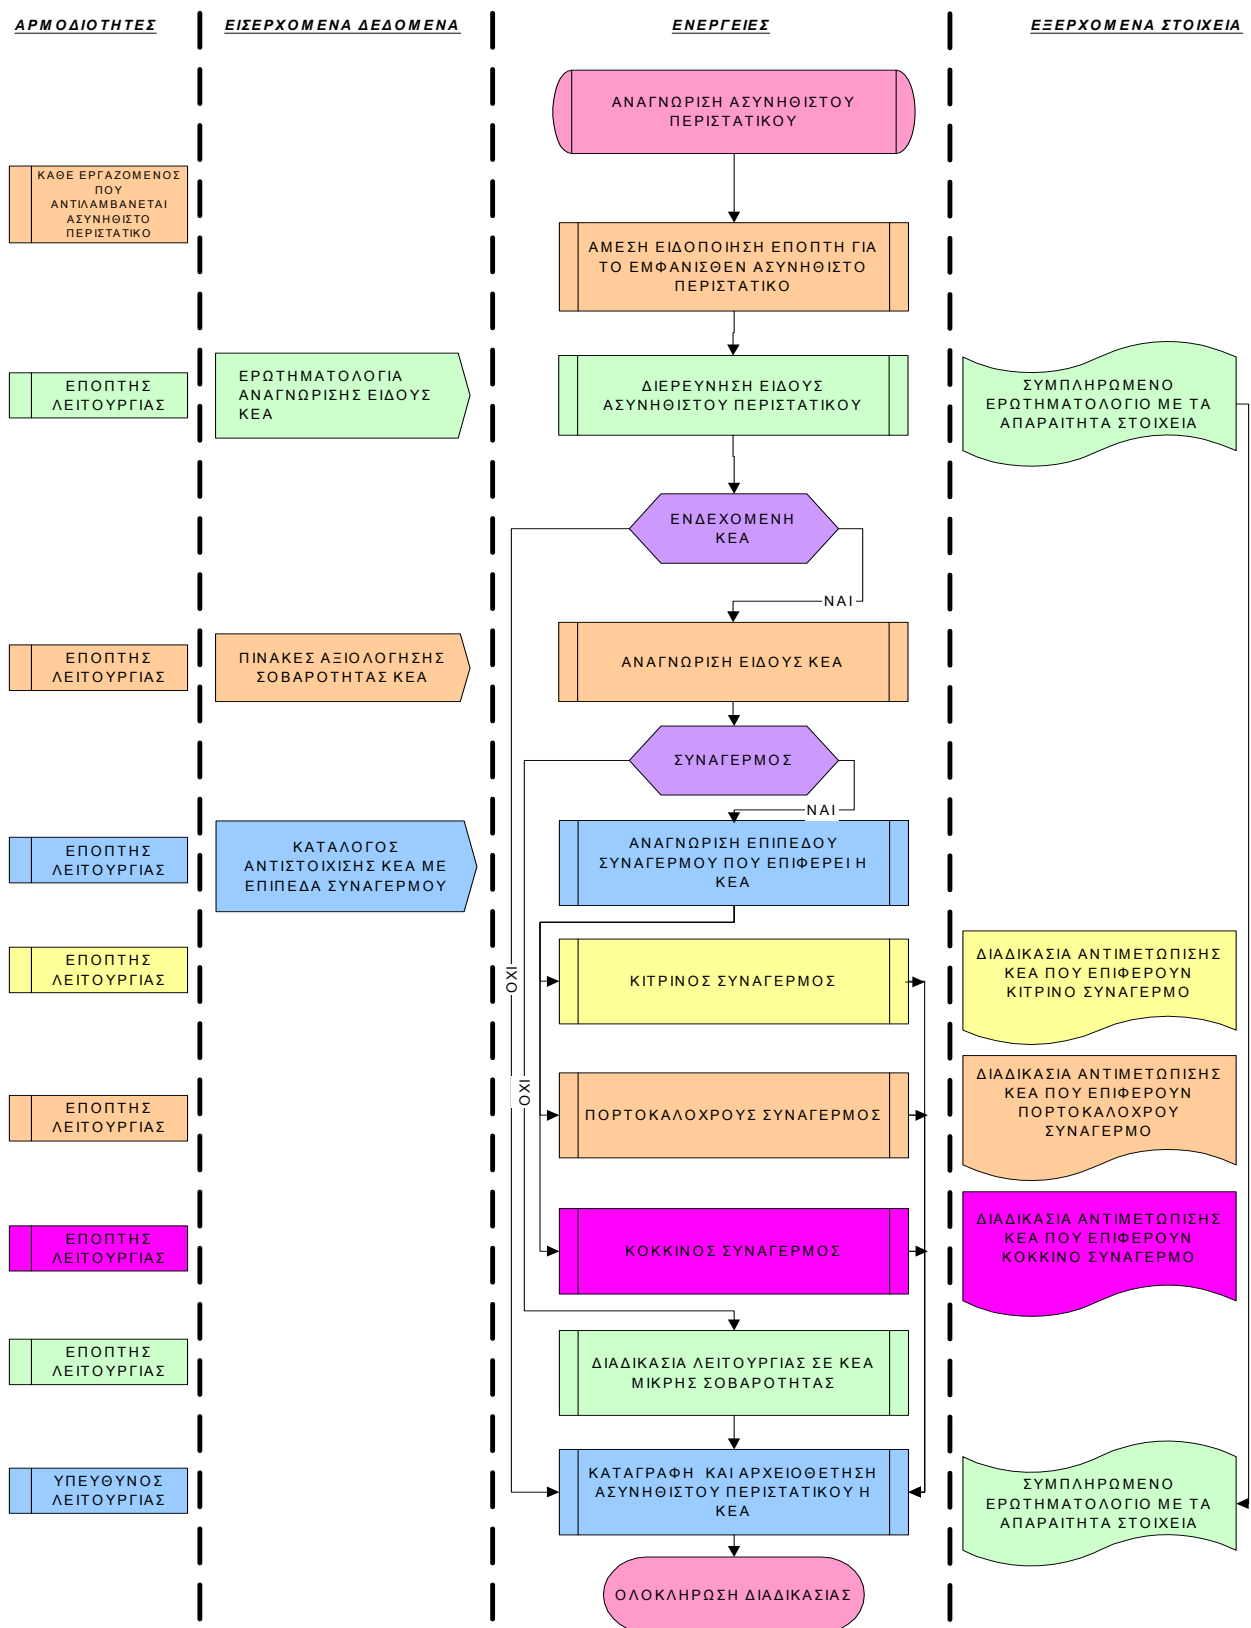 ΑΡΜΟΔΙΟΤΗΤΕΣ
ΕΙΣΕΡΧΟΜΕΝΑ ΔΕΔΟΜΕΝΑ
ΕΝΕΡΓΕΙΕΣ
ΕΞΕΡΧΟΜΕΝΑ ΣΤΟΙΧΕΙΑ
ΑΝΑΓΝΩΡΙΣΗ ΑΣΥΝΗΘΙΣΤΟΥ
ΠΕΡΙΣΤΑΤΙΚΟΥ
ΚΑΘΕ ΕΡΓΑΖΟΜΕΝΟΣ
ΠΟΥ
ΑΝΤΙΛΑΜΒΑΝΕΤΑΙ
ΑΣΥΝΗΘΙΣΤΟ
ΠΕΡΙΣΤΑΤΙΚΟ
ΑΜΕΣΗ ΕΙΔΟΠΟΙΗΣΗ ΕΠΟΠΤΗ ΓΙΑ
ΤΟ ΕΜΦΑΝΙΣΘΕΝ ΑΣΥΝΗΘΙΣΤΟ
ΠΕΡΙΣΤΑΤΙΚΟ
ΕΠΟΠΤΗΣ
ΛΕΙΤΟΥΡΓΙΑΣ
ΕΡΩΤΗΜΑΤΟΛΟΓΙΑ
ΑΝΑΓΝΩΡΙΣΗΣ ΕΙΔΟΥΣ
ΚΕΑ
ΔΙΕΡΕΥΝΗΣΗ ΕΙΔΟΥΣ
ΑΣΥΝΗΘΙΣΤΟΥ ΠΕΡΙΣΤΑΤΙΚΟΥ
ΣΥΜΠΛΗΡΩΜΕΝΟ
ΕΡΩΤΗΜΑΤΟΛΟΓΙΟ ΜΕ ΤΑ
ΑΠΑΡΑΙΤΗΤΑ ΣΤΟΙΧΕΙΑ
ΕΝΔΕΧΟΜΕΝΗ
ΚΕΑ
ΝΑΙ
ΕΠΟΠΤΗΣ
ΛΕΙΤΟΥΡΓΙΑΣ
ΠΙΝΑΚΕΣ ΑΞΙΟΛΟΓΗΣΗΣ
ΣΟΒΑΡΟΤΗΤΑΣ ΚΕΑ
ΑΝΑΓΝΩΡΙΣΗ ΕΙΔΟΥΣ ΚΕΑ
ΣΥΝΑΓΕΡΜΟΣ
ΝΑΙ
ΕΠΟΠΤΗΣ
ΛΕΙΤΟΥΡΓΙΑΣ
ΚΑΤΑΛΟΓΟΣ
ΑΝΤΙΣΤΟΙΧΙΣΗΣ ΚΕΑ ΜΕ
ΕΠΙΠΕΔΑ ΣΥΝΑΓΕΡΜΟΥ
ΑΝΑΓΝΩΡΙΣΗ ΕΠΙΠΕΔΟΥ
ΣΥΝΑΓΕΡΜΟΥ ΠΟΥ ΕΠΙΦΕΡΕΙ Η
ΚΕΑ
ΕΠΟΠΤΗΣ
ΛΕΙΤΟΥΡΓΙΑΣ
ΟΧΙ
ΚΙΤΡΙΝΟΣ ΣΥΝΑΓΕΡΜΟΣ
ΔΙΑΔΙΚΑΣΙΑ ΑΝΤΙΜΕΤΩΠΙΣΗΣ
ΚΕΑ ΠΟΥ ΕΠΙΦΕΡΟΥΝ
ΚΙΤΡΙΝΟ ΣΥΝΑΓΕΡΜΟ
ΕΠΟΠΤΗΣ
ΛΕΙΤΟΥΡΓΙΑΣ
ΟΧΙ
ΠΟΡΤΟΚΑΛΟΧΡΟΥΣ ΣΥΝΑΓΕΡΜΟΣ
ΔΙΑΔΙΚΑΣΙΑ ΑΝΤΙΜΕΤΩΠΙΣΗΣ
ΚΕΑ ΠΟΥ ΕΠΙΦΕΡΟΥΝ
ΠΟΡΤΟΚΑΛΟΧΡΟΥ
ΣΥΝΑΓΕΡΜΟ
ΕΠΟΠΤΗΣ
ΛΕΙΤΟΥΡΓΙΑΣ
ΚΟΚΚΙΝΟΣ ΣΥΝΑΓΕΡΜΟΣ
ΔΙΑΔΙΚΑΣΙΑ ΑΝΤΙΜΕΤΩΠΙΣΗΣ
ΚΕΑ ΠΟΥ ΕΠΙΦΕΡΟΥΝ
ΚΟΚΚΙΝΟ ΣΥΝΑΓΕΡΜΟ
ΕΠΟΠΤΗΣ
ΛΕΙΤΟΥΡΓΙΑΣ
ΔΙΑΔΙΚΑΣΙΑ ΛΕΙΤΟΥΡΓΙΑΣ ΣΕ ΚΕΑ
ΜΙΚΡΗΣ ΣΟΒΑΡΟΤΗΤΑΣ
ΥΠΕΥΘΥΝΟΣ
ΛΕΙΤΟΥΡΓΙΑΣ
ΚΑΤΑΓΡΑΦΗ ΚΑΙ ΑΡΧΕΙΟΘΕΤΗΣΗ
ΑΣΥΝΗΘΙΣΤΟΥ ΠΕΡΙΣΤΑΤΙΚΟΥ Η
ΚΕΑ
ΣΥΜΠΛΗΡΩΜΕΝΟ
ΕΡΩΤΗΜΑΤΟΛΟΓΙΟ ΜΕ ΤΑ
ΑΠΑΡΑΙΤΗΤΑ ΣΤΟΙΧΕΙΑ
ΟΛΟΚΛΗΡΩΣΗ ΔΙΑΔΙΚΑΣΙΑΣ